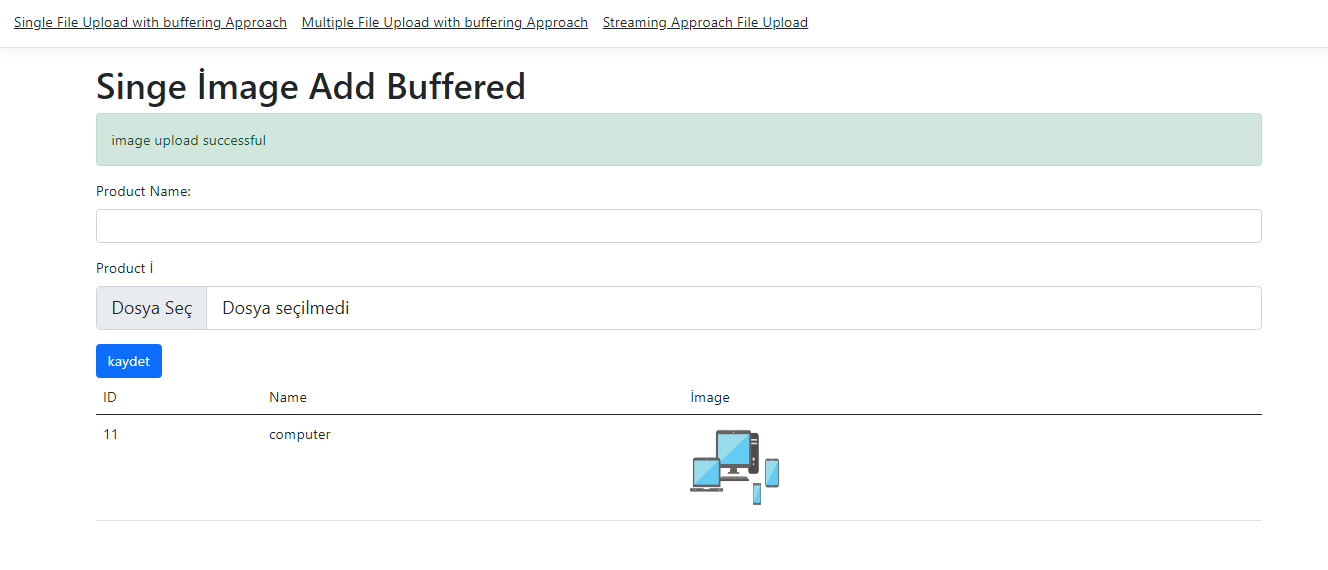 Single File Upload with buffering Approach Multiple File Upload with buffering Approach Streaming Approach File Upload
Singe İmage Add Buffered
image upload successful
Product Name:
Product İ
Dosya Seç Dosya seçilmedi
kaydet
ID Name İmage
11 computer